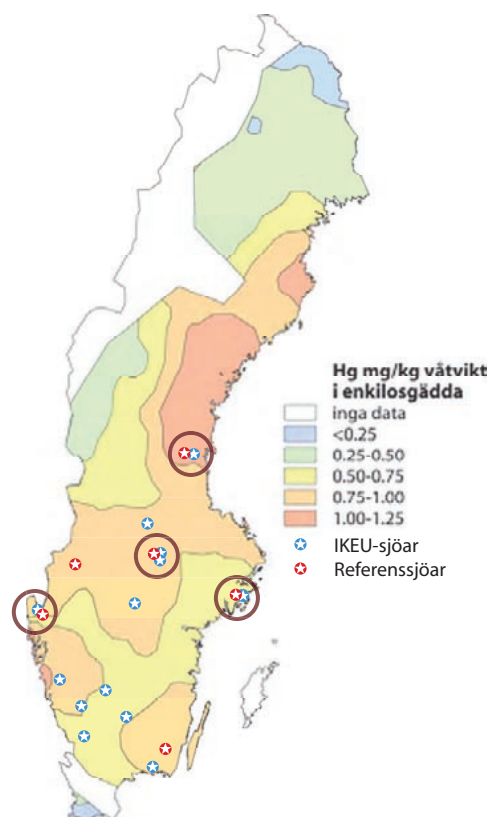 Hg mg/kg våtvikt
i enkilosgädda
inga data
<0.25
0.25-0.50
0.50-0.75
0.75-1.00
1.00-1.25
IKEU-sjöar
Referenssjöar